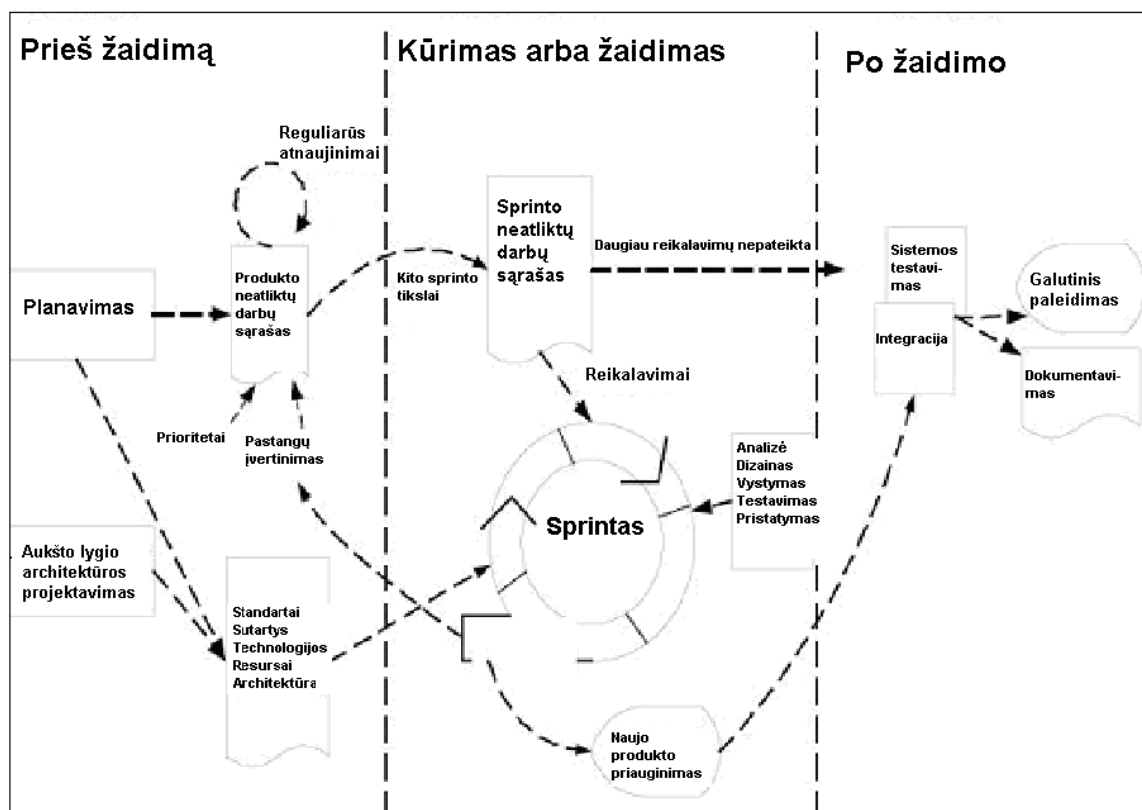 Prieš žaidimą
Kūrimas arba žaidimas
Po žaidimo
Reguliarūs
atnaujinimai
Planavimas
Produkto
neatliktų
darbų
sąrašas
Prioritetai
Pastangų
įvertinimas
Aukšto lygio
architektūros
projektavimas
Standartai
Sutartys
Technologijos
Resursai
Architektūra
Kito sprinto
tikslai
Sprinto
neatliktų
darbų
sąrašas
Daugiau reikalavimų nepateikta
Reikalavimai
Sprintas
Analizė
Dizainas
Vystymas
Testavimas
Pristatymas
Naujo
produkto
priauginimas
Sistemos
testavi-
mas
Integracija
Galutinis
paleidimas
Dokumentavi-
mas